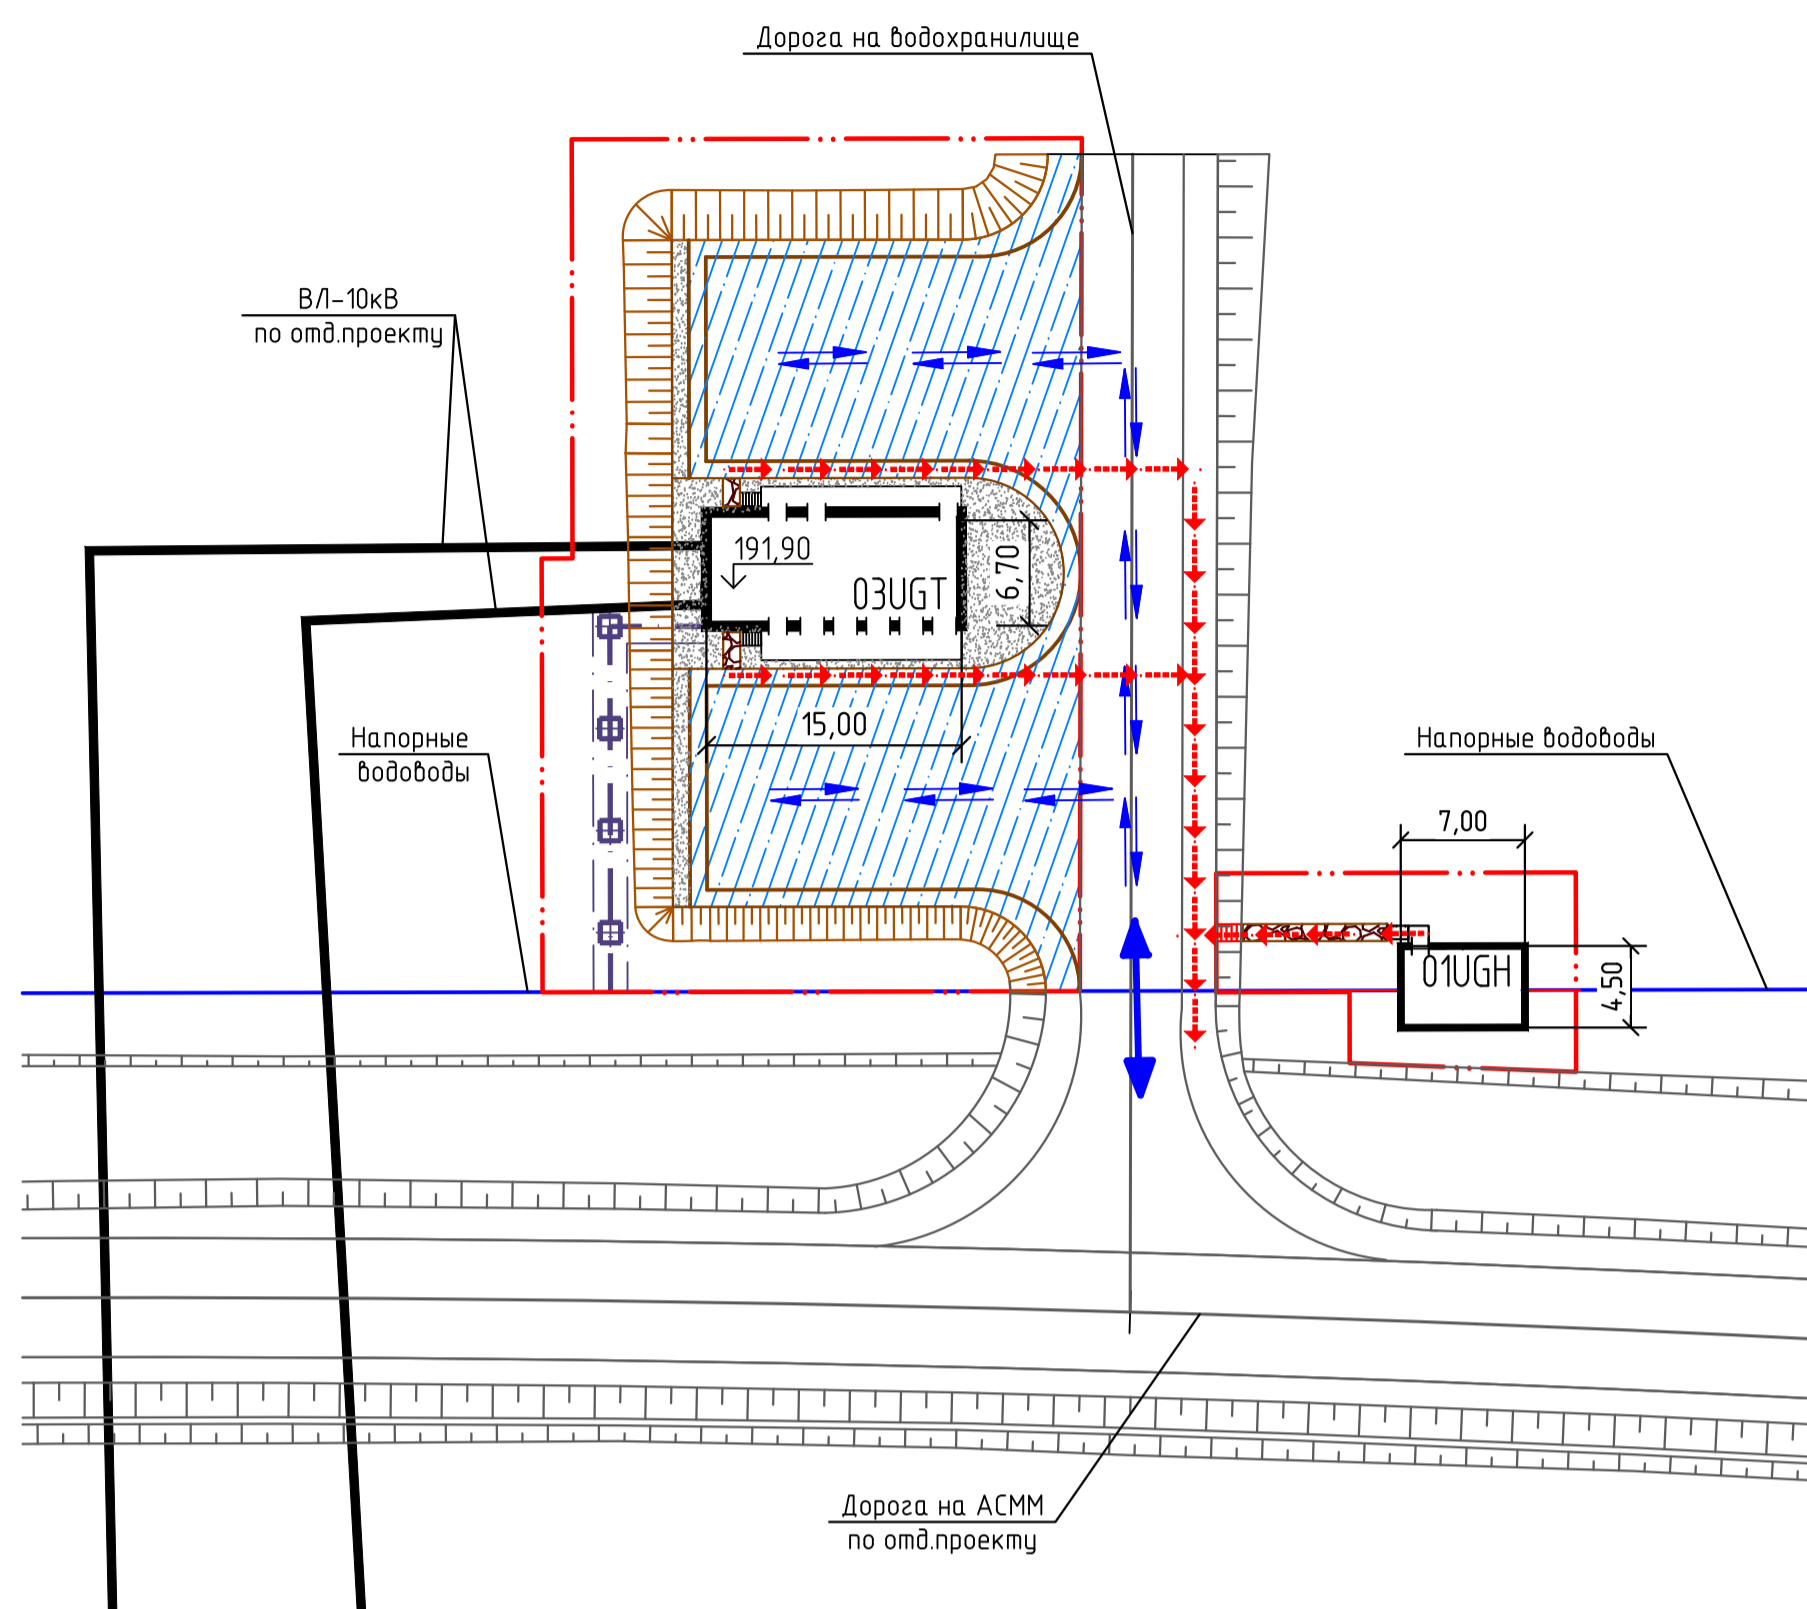 Дорога на водохранилище
ВЛ-10кВ
по отд.проекту
191,90
03UGT
6,70
15,00
Напорные
водоводы
Напорные водоводы
7,00
01UGH
4,50
Дорога на АСММ
по отд.проекту